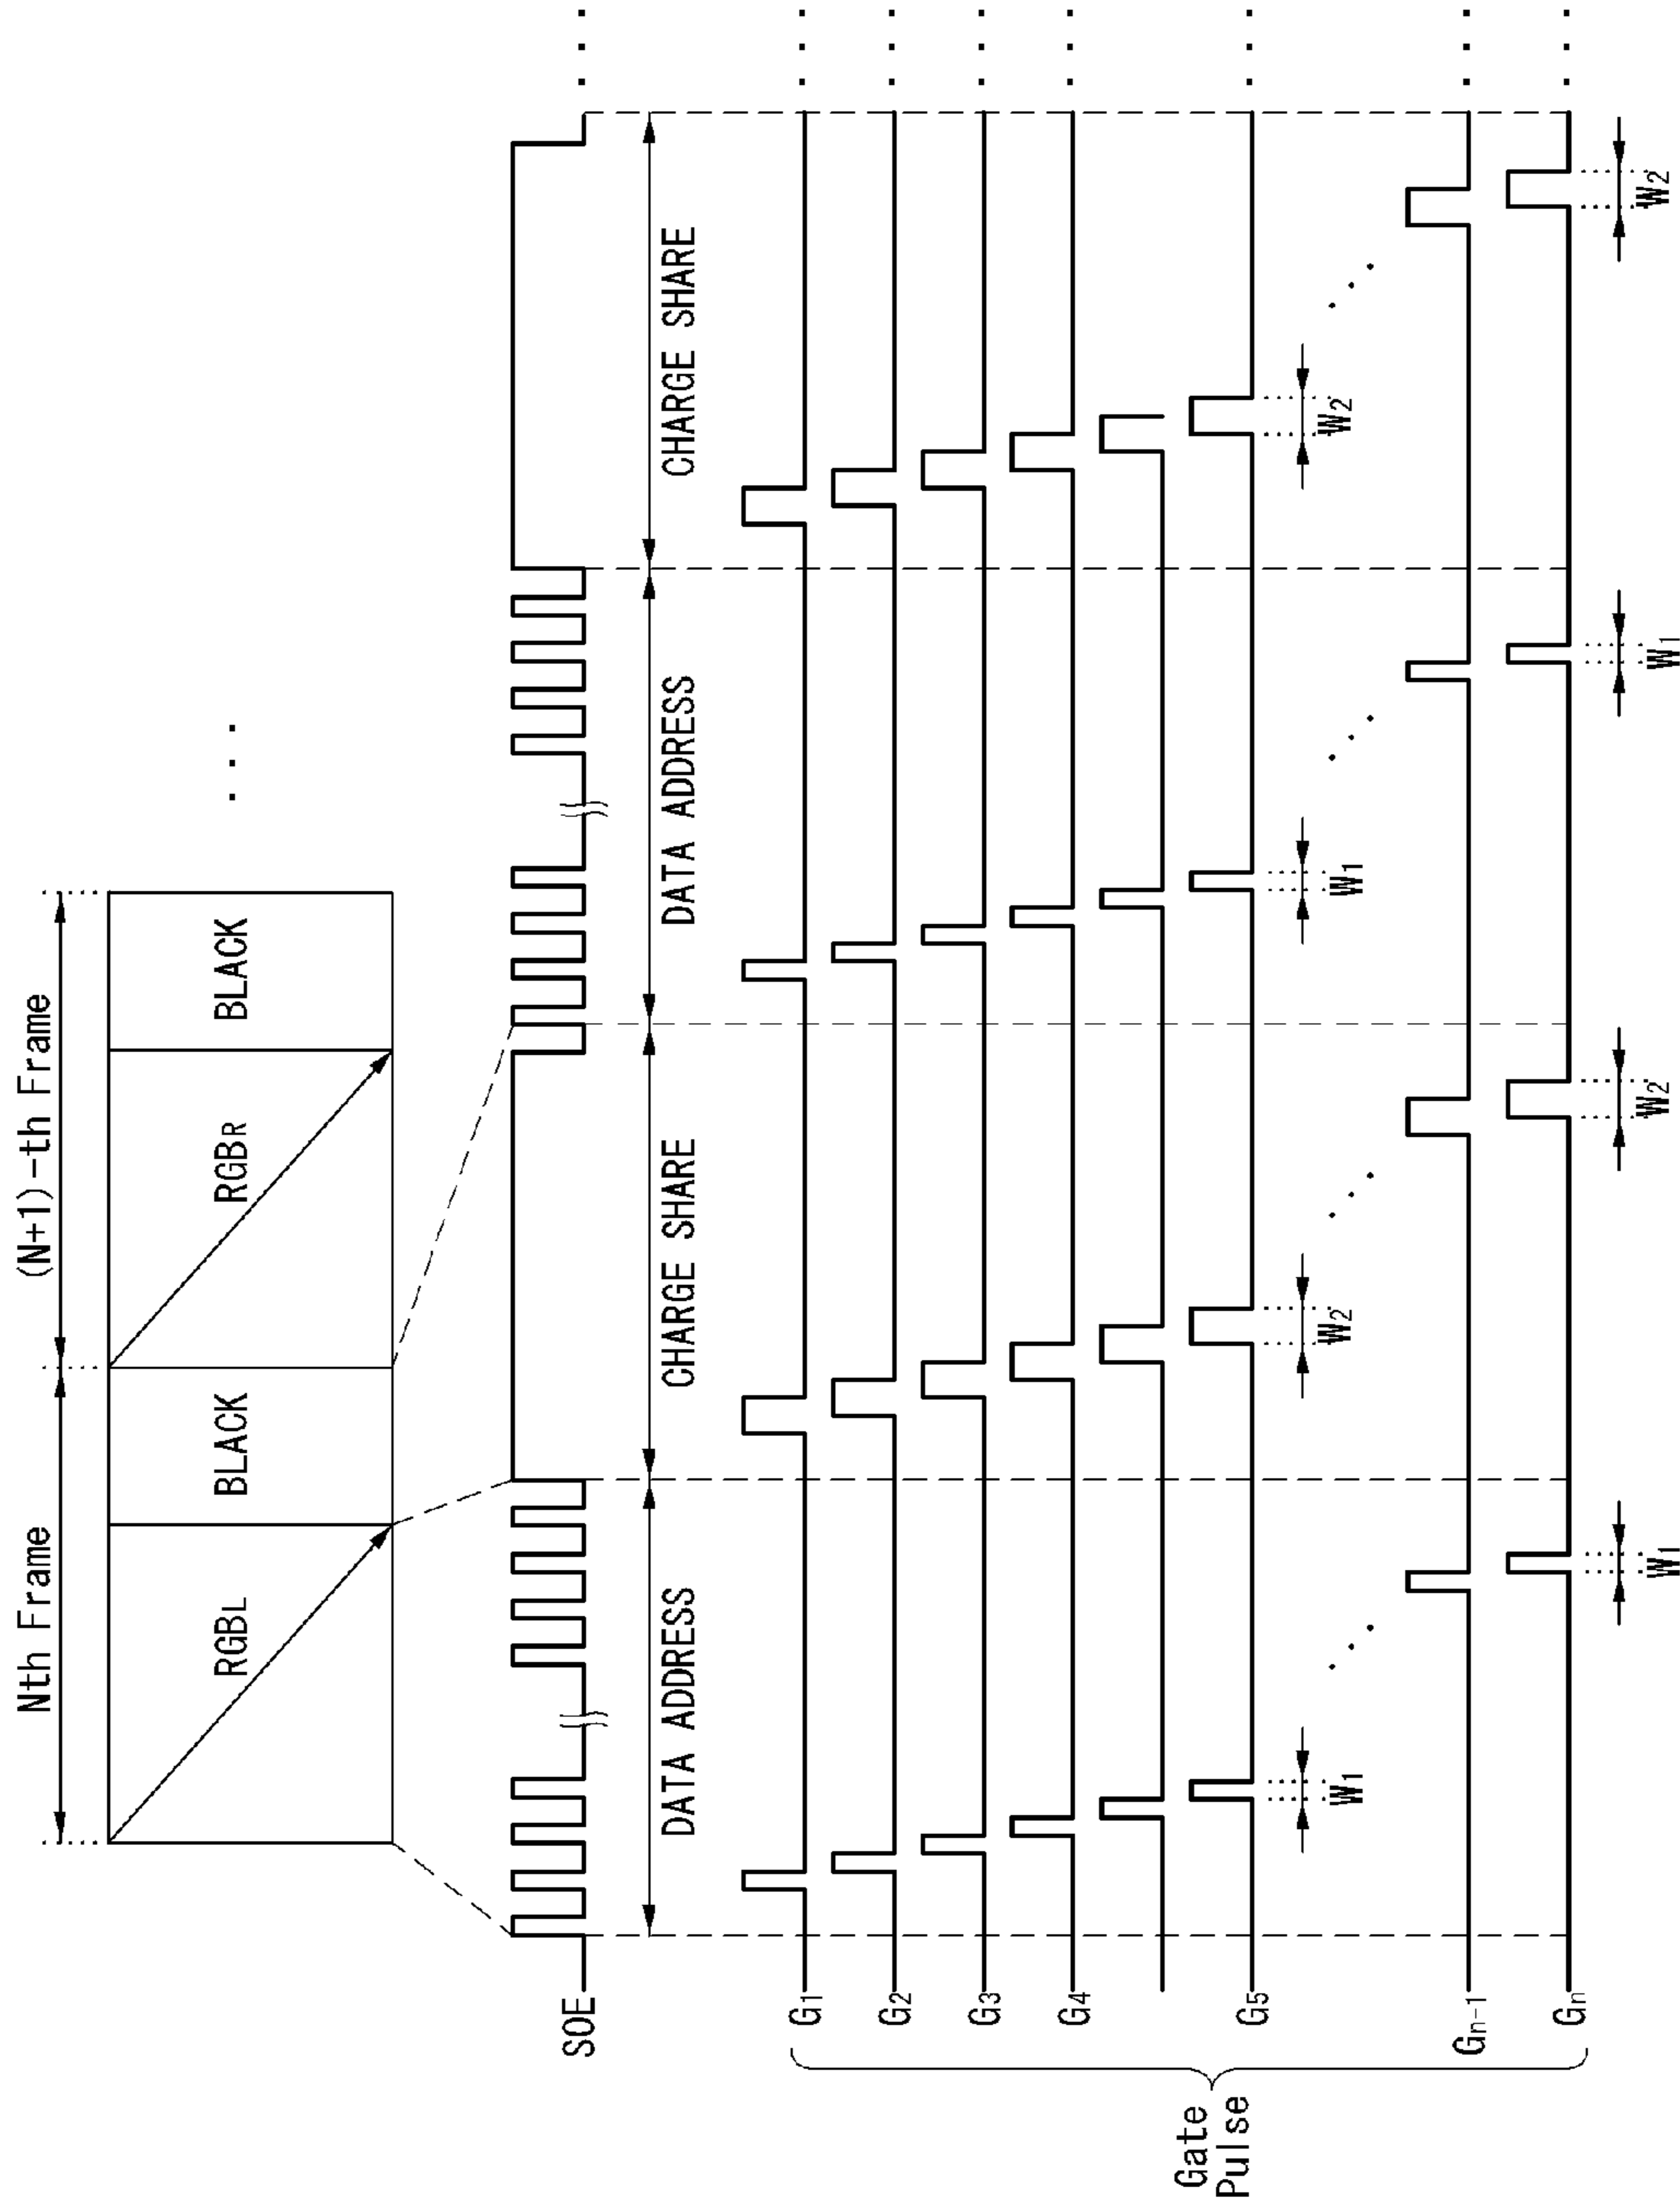 Nth Frame
(N+1)-th Frame
RGBL
BLACK
RGBR
BLACK
. . .
SOE
. . .
DATA ADDRESS
CHARGE SHARE
DATA ADDRESS
CHARGE SHARE
Gate
Pulse
G1
. . .
G2
. . .
G3
. . .
G4
. . .
G5
. . .
W1
W2
W1
W2
. . .
. . .
. . .
. . .
Gn-1
. . .
Gn
. . .
W1
W2
W1
W2